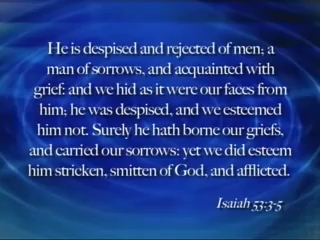 He is despised and rejected of men; a
man of sorrows, and acquainted with
grief: and we hid as it were our faces from
him; he was despised, and we esteemed
him not. Surely he hath borne our griefs,
and carried our sorrows: yet we did esteem
him stricken, smitten of God, and afflicted.
Isaiah 53:3-5